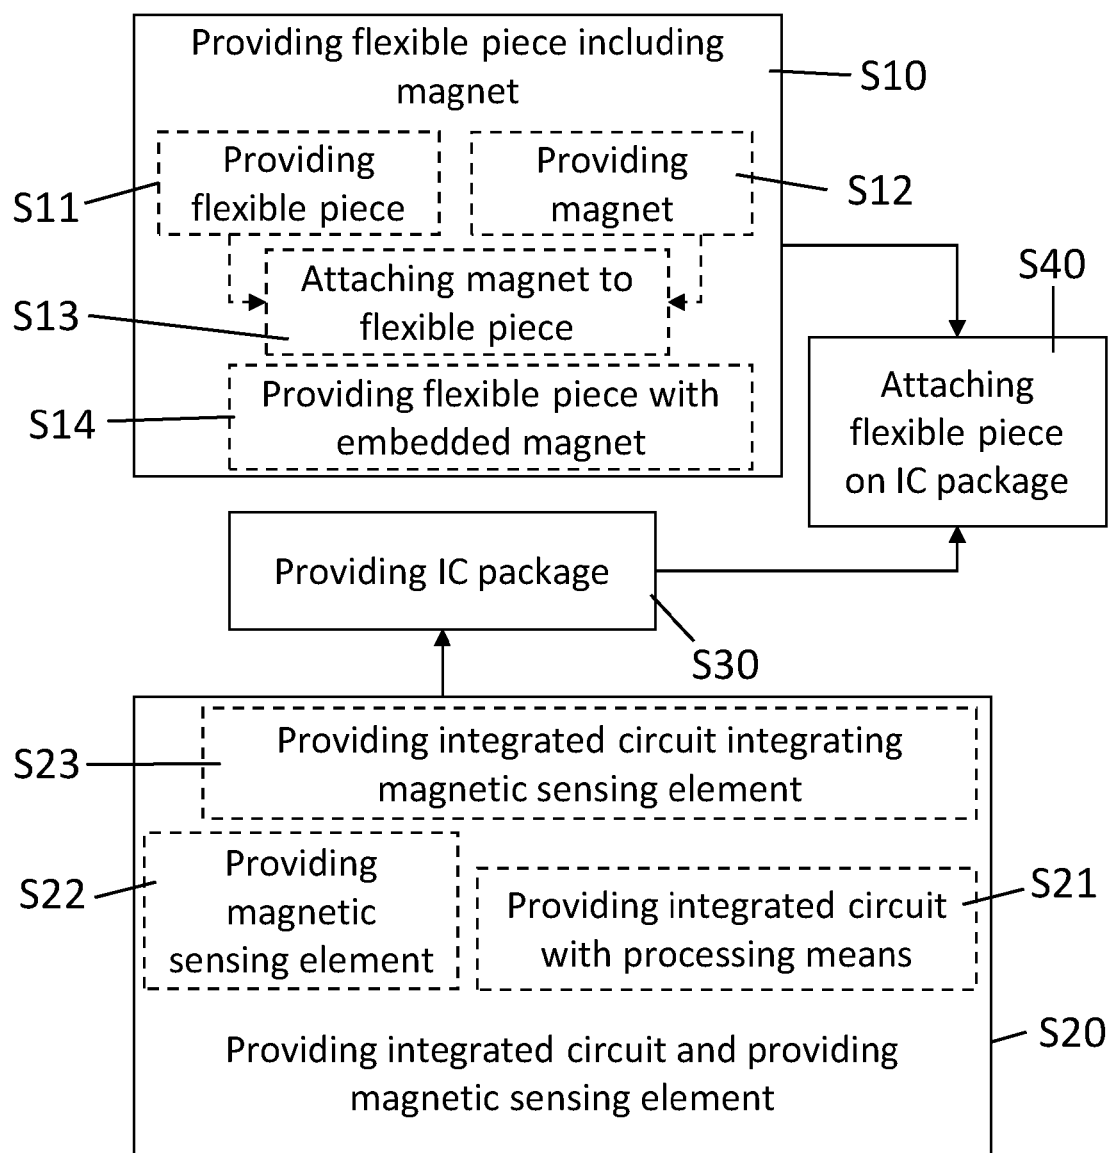 Providing flexible piece including
magnet
S10
Providing
flexible piece
S11
Providing
magnet
S12
Attaching magnet to
flexible piece
S13
Providing flexible piece with
embedded magnet
S14
S40
Attaching
flexible piece
on IC package
Providing IC package
S30
Providing integrated circuit integrating
magnetic sensing element
S23
Providing
magnetic
sensing element
S22
Providing integrated circuit
with processing means
S21
Providing integrated circuit and providing
magnetic sensing element
S20